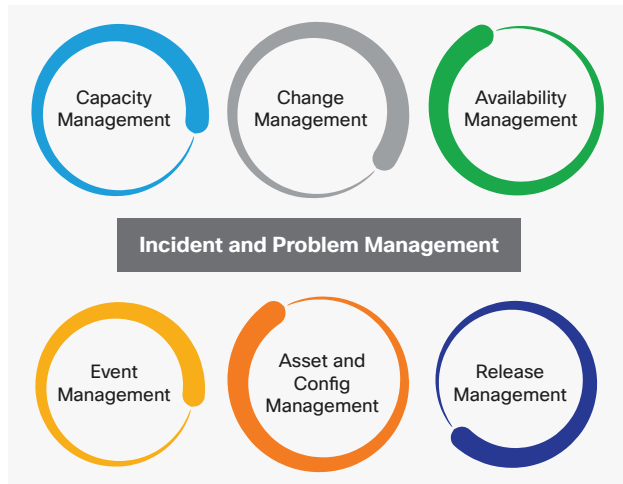 Capacity
Management
Change
Management
Availability
Management
Incident and Problem Management
Event
Management
Asset and
Config
Management
Release
Management